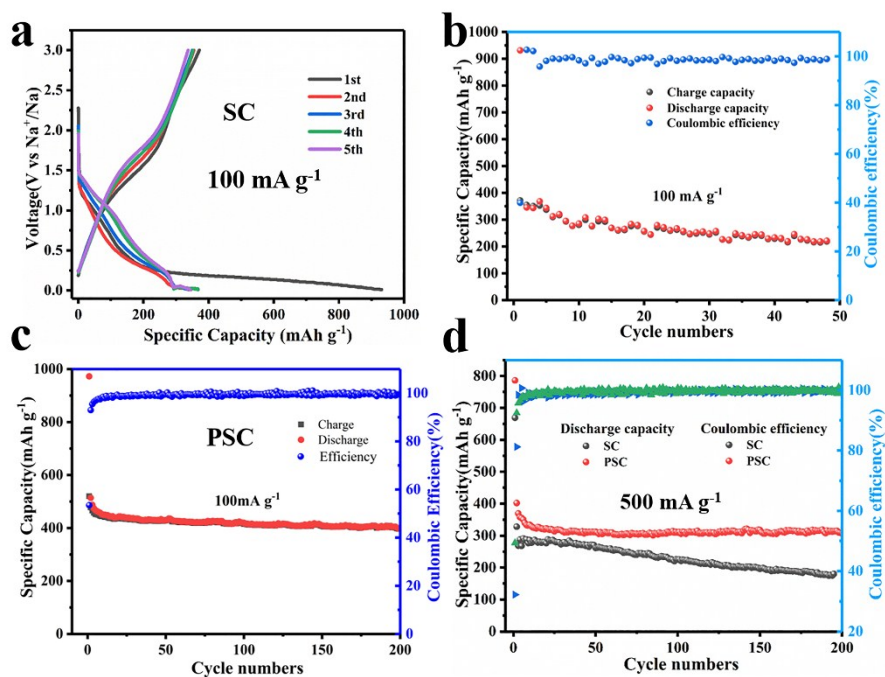 a
SC
100 mA g⁻¹
1st
2nd
3rd
4th
5th
Voltage(V vs Na⁺/Na)
3.0
2.5
2.0
1.5
1.0
0.5
0.0
0 200 400 600 800 1000
Specific Capacity (mAh g⁻¹)
b
Charge capacity
Discharge capacity
Coulombic efficiency
100 mA g⁻¹
Specific Capacity(mAh g⁻¹)
1000
900
800
700
600
500
400
300
200
100
0
0 10 20 30 40 50
Cycle numbers
100
80
60
40
20
0
Coulombic efficiency(%)
c
PSC
Charge
Discharge
Efficiency
100mA g⁻¹
Specific Capacity(mAh g⁻¹)
1000
800
600
400
200
0
0 50 100 150 200
Cycle numbers
100
80
60
40
20
0
Coulombic Efficiency(%)
d
Discharge capacity Coulombic efficiency
SC SC
PSC PSC
500 mA g⁻¹
Specific Capacity(mAh g⁻¹)
800
700
600
500
400
300
200
100
0
0 50 100 150 200
Cycle numbers
100
80
60
40
20
Coulombic efficiency(%)